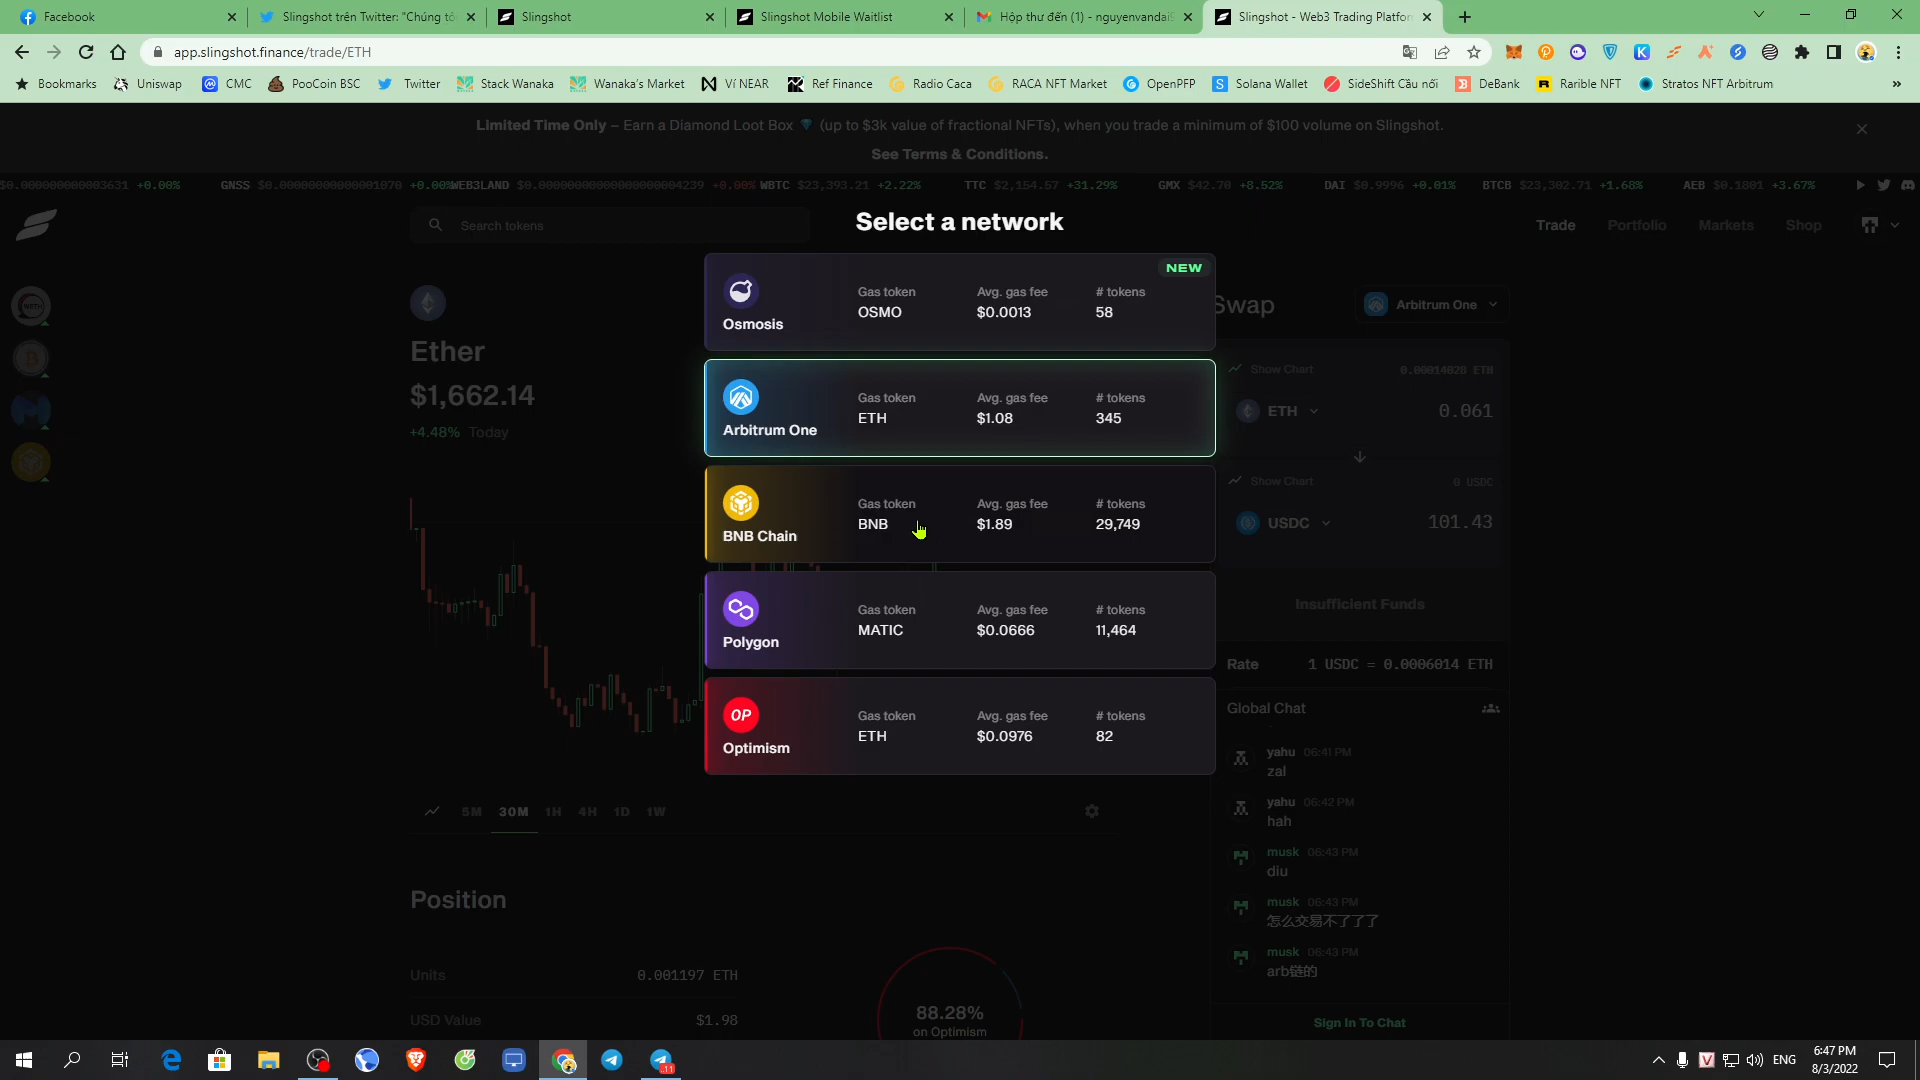 Facebook
Slingshot trên Twitter: "Chúng tô
Slingshot
Slingshot Mobile Waitlist
Hộp thư đến (1) - nguyenvandai9
Slingshot - Web3 Trading Platform
app.slingshot.finance/trade/ETH
Bookmarks
Uniswap
CMC
PooCoin BSC
Twitter
Stack Wanaka
Wanaka's Market
Ví NEAR
Ref Finance
Radio Caca
RACA NFT Market
OpenPFP
Solana Wallet
SideShift Cầu nối
DeBank
Rarible NFT
Stratos NFT Arbitrum
Limited Time Only – Earn a Diamond Loot Box 💎 (up to $3k value of fractional NFTs), when you trade a minimum of $100 volume on Slingshot.
See Terms & Conditions.
+0.00% GNSS +0.00% WEB3LAND +0.00% WBTC $23,393.21 +2.22% TTC $2,154.57 +31.29% GMX $42.70 +8.52% DAI $0.9996 +0.01% BTCB $23,302.71 +1.68% AEB $0.1801 +3.67%
Search tokens
Select a network
Trade
Portfolio
Markets
Shop
NEW
Osmosis
Gas token
OSMO
Avg. gas fee
$0.0013
# tokens
58
Arbitrum One
Gas token
ETH
Avg. gas fee
$1.08
# tokens
345
BNB Chain
Gas token
BNB
Avg. gas fee
$1.89
# tokens
29,749
Polygon
Gas token
MATIC
Avg. gas fee
$0.0666
# tokens
11,464
OP
Optimism
Gas token
ETH
Avg. gas fee
$0.0976
# tokens
82
Ether
$1,662.14
+4.48% Today
5M 30M 1H 4H 1D 1W
Position
Units 0.001197 ETH
USD Value $1.98
88.28%
on Optimism
Swap
Arbitrum One
Show Chart 0.00014028 ETH
ETH 0.061
Show Chart 0 USDC
USDC 101.43
Insufficient Funds
Rate 1 USDC = 0.0006014 ETH
Global Chat
yahu 06:41 PM
zal
yahu 06:42 PM
hah
musk 06:43 PM
diu
musk 06:43 PM
怎么交易不了了了
musk 06:43 PM
arb链的
Sign In To Chat
ENG
6:47 PM
8/3/2022